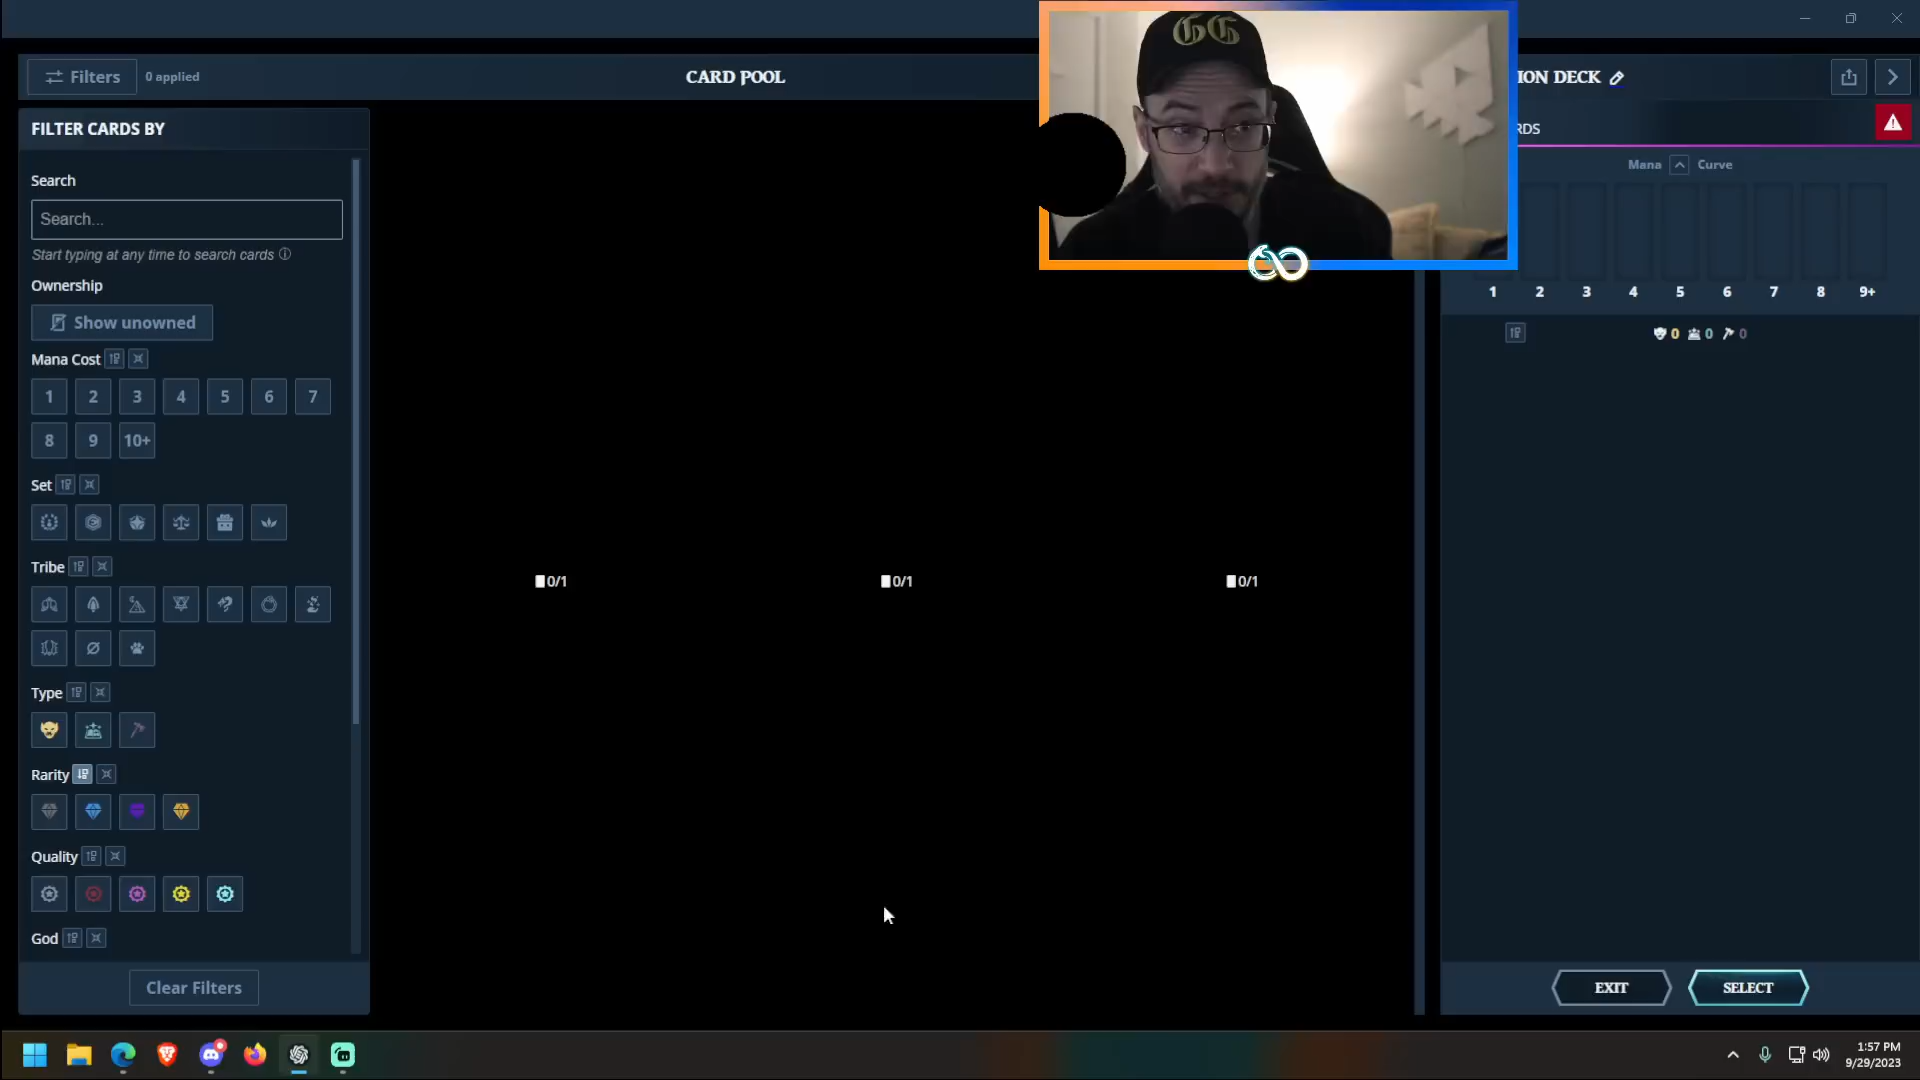 Filters
0 applied
CARD POOL
GG
ION DECK
FILTER CARDS BY
RDS
Search
Search...
Start typing at any time to search cards
Ownership
Show unowned
Mana Cost
1 2 3 4 5 6 7
8 9 10+
Set
Tribe
Type
Rarity
Quality
God
Clear Filters
0/1 0/1 0/1
Mana Curve
1 2 3 4 5 6 7 8 9+
0 0 0
EXIT SELECT
1:57 PM
9/29/2023